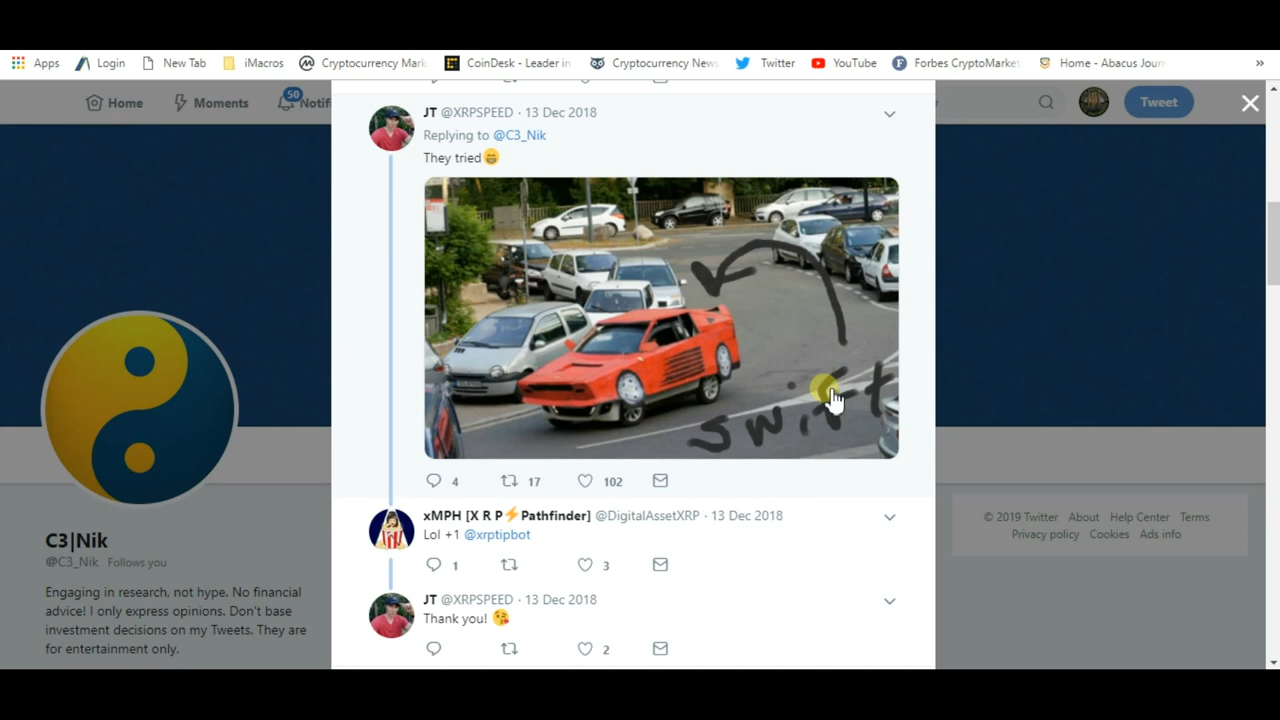 Apps Login New Tab iMacros Cryptocurrency Mark CoinDesk - Leader in Cryptocurrency News Twitter YouTube Forbes CryptoMarket Home - Abacus Journ »
Home Moments 50 Notifi Tweet
JT @XRPSPEED · 13 Dec 2018
Replying to @C3_Nik
They tried
swift
4 17 102
xMPH [X R P⚡Pathfinder] @DigitalAssetXRP · 13 Dec 2018
Lol +1 @xrptipbot
1 3
JT @XRPSPEED · 13 Dec 2018
Thank you!
2
C3|Nik
@C3_Nik Follows you
Engaging in research, not hype. No financial
advice! I only express opinions. Don't base
investment decisions on my Tweets. They are
for entertainment only.
© 2019 Twitter About Help Center Terms
Privacy policy Cookies Ads info